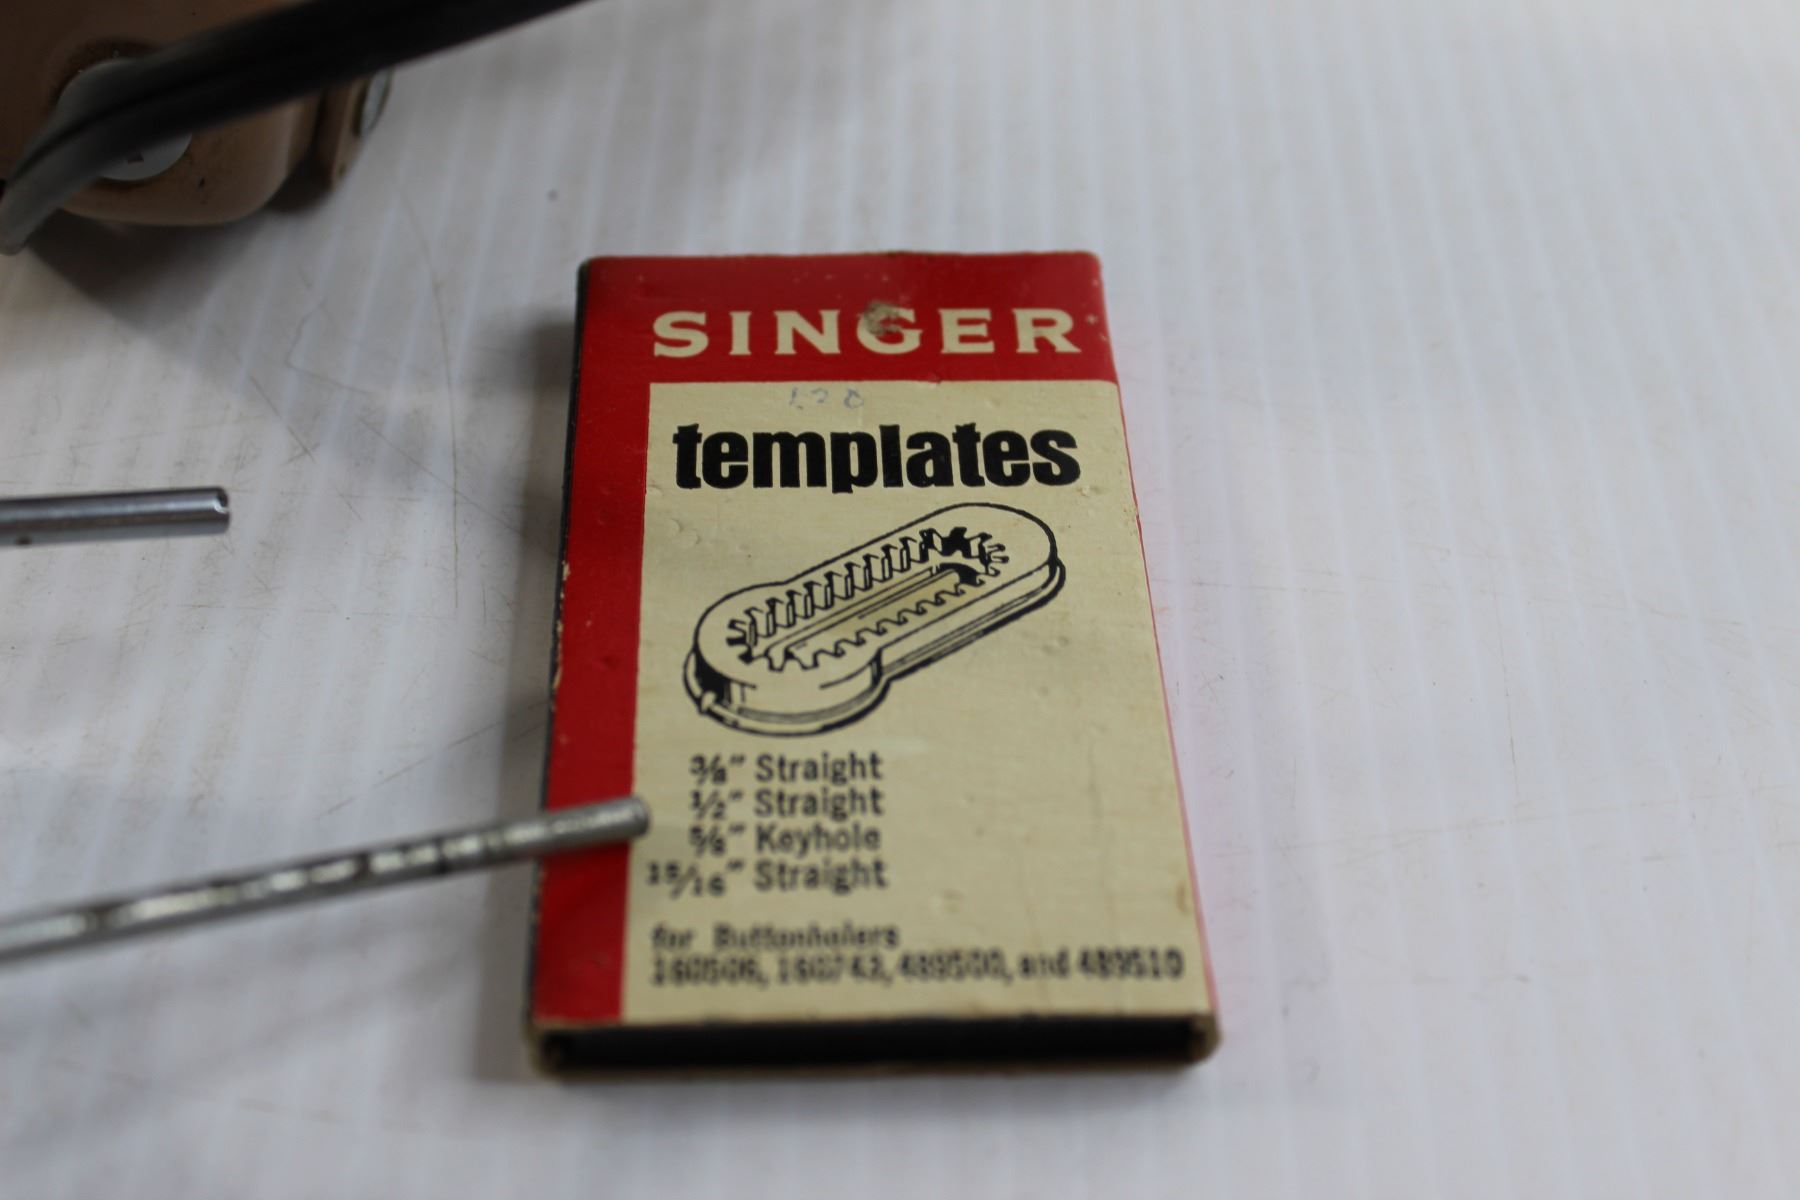 SINGER*
templates
3/8" Straight
1/2" Straight
5/8" Keyhole
15/16" Straight
for Buttonholers
160506, 160743, 489500, and 489510